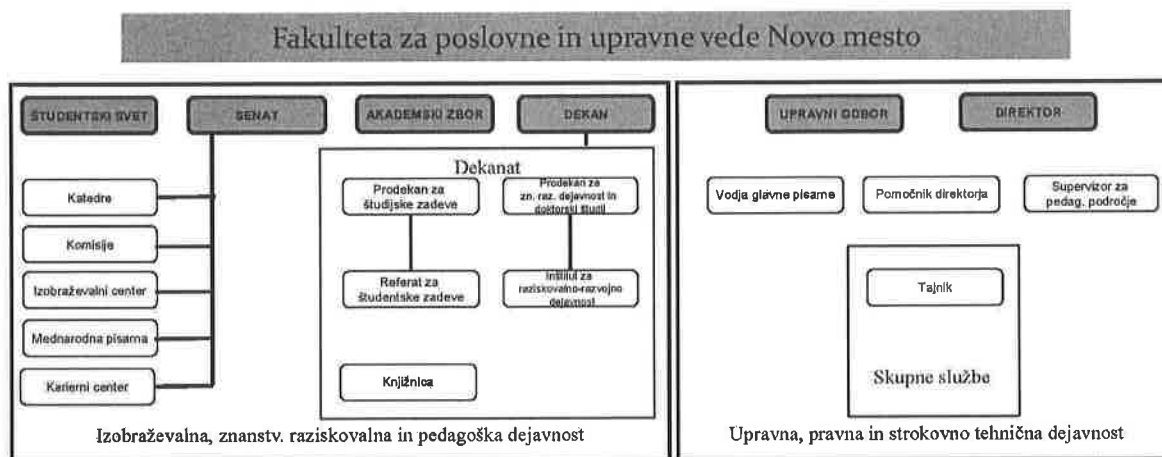 Fakulteta za poslovne in upravne vede Novo mesto
ŠTUDENTSKI SVET
SENAT
AKADEMSKI ZBOR
DEKAN
Katedre
Komisije
Izobraževalni center
Mednarodna pisarna
Karierni center
Dekanat
Prodekan za
študijske zadeve
Prodekan za
zn. raz. dejavnost in
doktorski študij
Referat za
študentske zadeve
Inštitut za
raziskovalno-razvojno
dejavnost
Knjižnica
Izobraževalna, znanstv. raziskovalna in pedagoška dejavnost
UPRAVNI ODBOR
DIREKTOR
Vodja glavne pisarne
Pomočnik direktorja
Supervizor za
pedag. področje
Tajnik
Skupne službe
Upravna, pravna in strokovno tehnična dejavnost